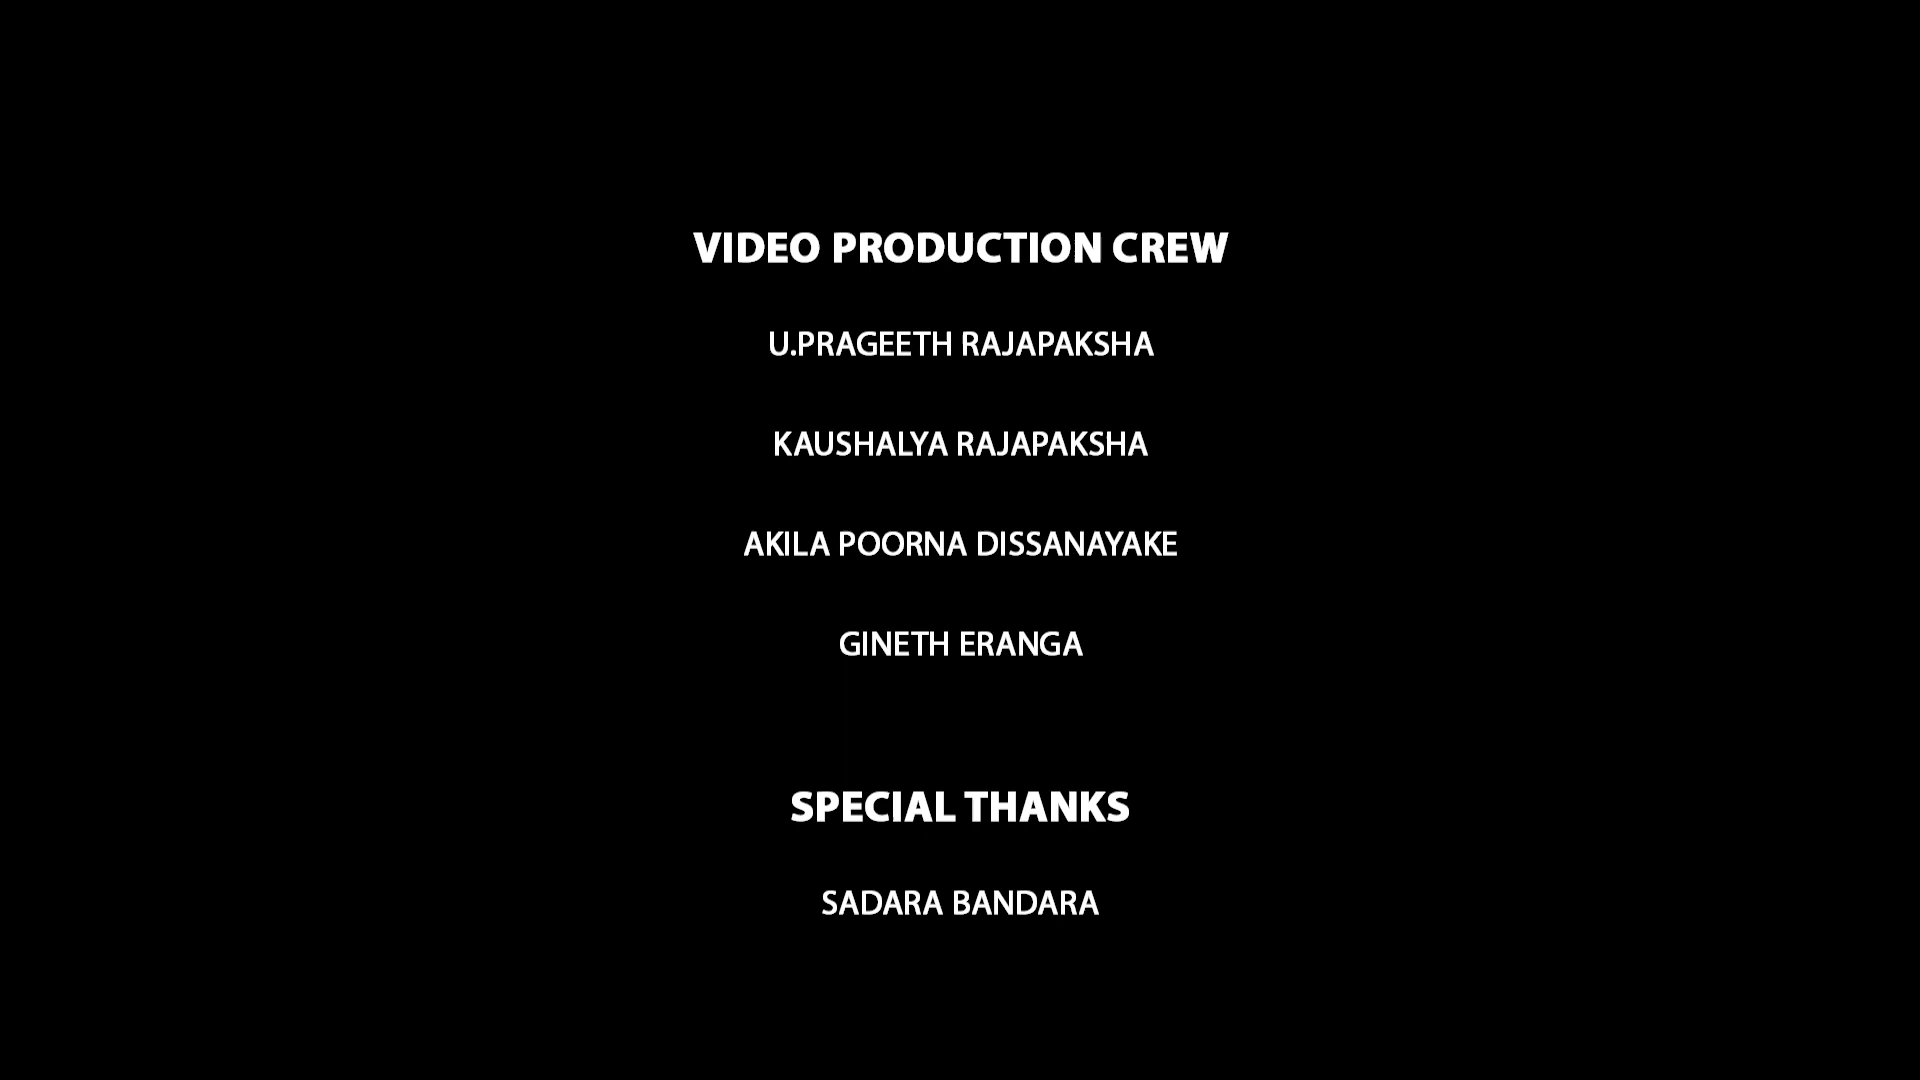 VIDEO PRODUCTION CREW
U.PRAGEETH RAJAPAKSHA
KAUSHALYA RAJAPAKSHA
AKILA POORNA DISSANAYAKE
GINETH ERANGA
SPECIAL THANKS
SADARA BANDARA